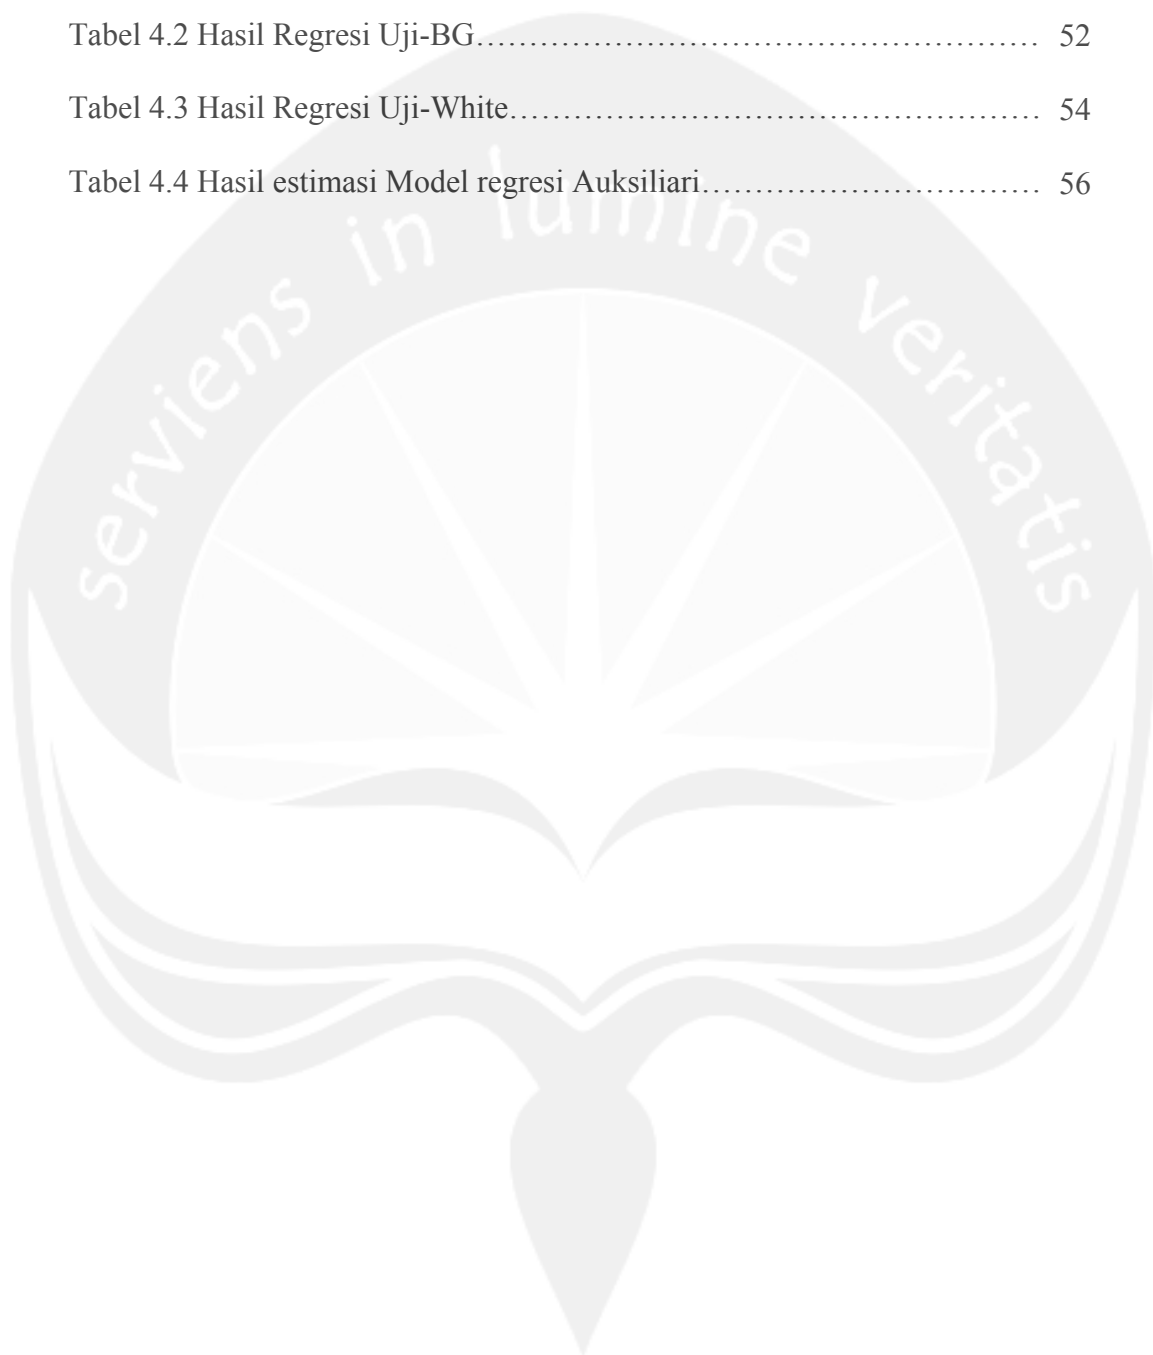 Tabel 4.2 Hasil Regresi Uji-BG…………………………………………… 52
Tabel 4.3 Hasil Regresi Uji-White………………………………………… 54
Tabel 4.4 Hasil estimasi Model regresi Auksiliari………………………… 56
serviens in lumine veritatis